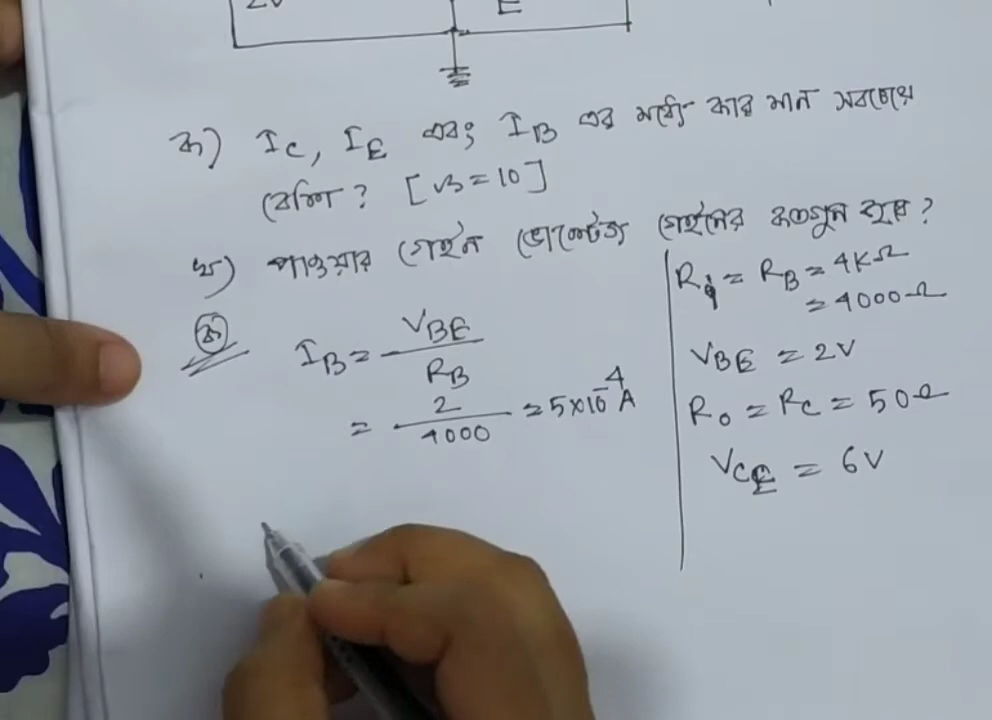 2V
E
ক) IC, IE এবং IB এর মধ্যে কার মান সবচেয়ে
বেশি? [β = 10]
খ) পাওয়ার গেইন ভোল্টেজ গেইনের কতগুন হবে?
ক
IB = VBE / RB
= 2 / 4000 = 5×10^-4 A
Ri = RB = 4KΩ
= 4000Ω
VBE = 2V
Ro = RC = 50Ω
VCE = 6V